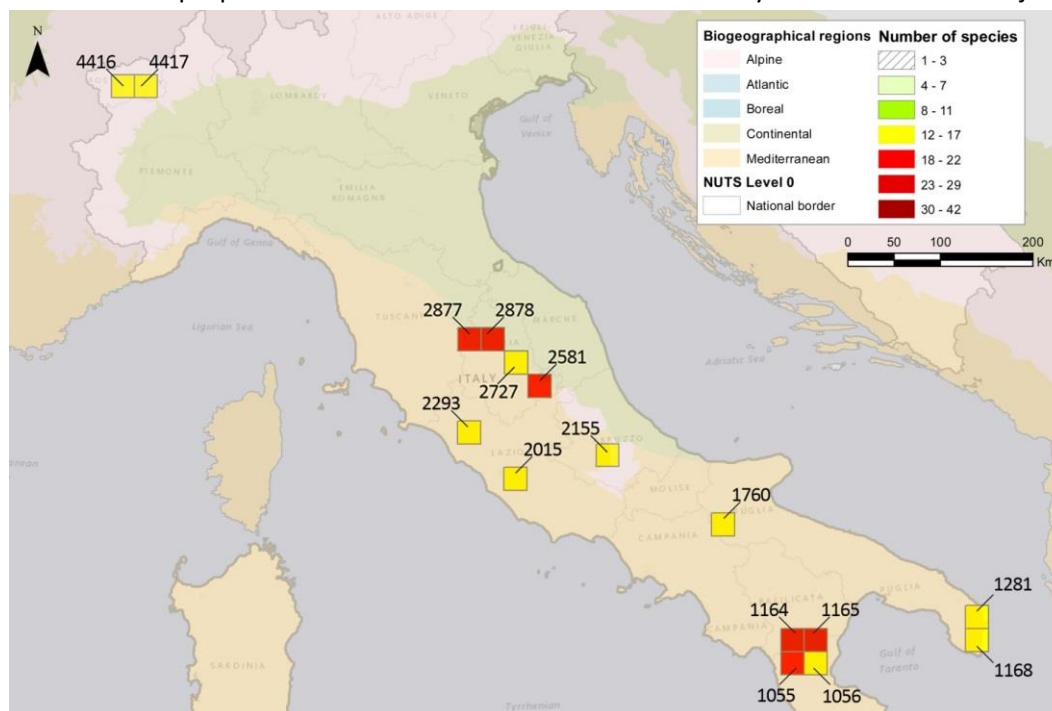 N
4416
4417
ALTO ADIGE
FRIULI-
VENEZIA
GIULIA
LOMBARDY
VENETO
Gulf of
Venice
PIEMONTE
EMILIA
ROMAGNA
Gulf of Genoa
Biogeographical regions
Alpine
Atlantic
Boreal
Continental
Mediterranean
NUTS Level 0
National border
Number of species
1 - 3
4 - 7
8 - 11
12 - 17
18 - 22
23 - 29
30 - 42
0 50 100 200
Km
2877
2878
TUSCANY
MARCHE
Ligurian Sea
Adriatic Sea
2581
ITALY
2727
2293
2155
2015
MOLISE
1760
PUGLIA
CAMPANIA
1281
PUGLIA
BASILICATA
1164
1165
CAMPANIA
Gulf of
Taranto
1168
SARDINIA
1055
1056
Tyrrhenian